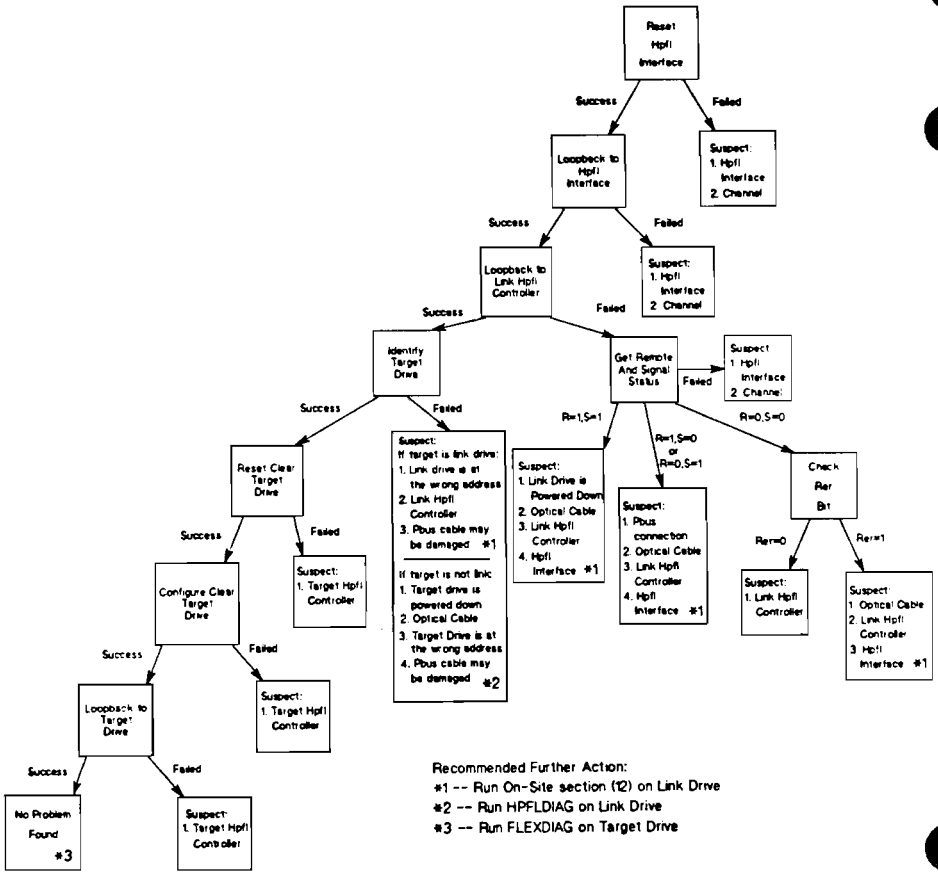 Reset
Hpfl
Interface
Success
Failed
Loopback to
Hpfl
Interface
Suspect:
1. Hpfl
Interface
2. Channel
Success
Failed
Loopback to
Link Hpfl
Controller
Suspect:
1. Hpfl
Interface
2 Channel
Success
Failed
Identify
Target
Drive
Get Remote
And Signal
Status
Failed
Suspect
1 Hpfl
Interface
2 Channel
Success
Failed
R=1,S=1
R=1,S=0
or
R=0,S=1
R=0,S=0
Reset Clear
Target
Drive
Suspect:
If target is link drive:
1. Link drive is at
the wrong address
2. Link Hpfl
Controller
3. Pbus cable may
be damaged *1
If target is not link:
1. Target drive is
powered down
2. Optical Cable
3. Target Drive is at
the wrong address
4. Pbus cable may
be damaged *2
Suspect:
1. Link Drive is
Powered Down
2. Optical Cable
3. Link Hpfl
Controller
4. Hpfl
Interface *1
Suspect:
1. Pbus
connection
2. Optical Cable
3. Link Hpfl
Controller
4. Hpfl
Interface *1
Check
Rer
Bit
Success
Failed
Rer=0
Rer=1
Configure Clear
Target
Drive
Suspect:
1. Target Hpfl
Controller
Suspect:
1. Link Hpfl
Controller
Suspect:
1 Optical Cable
2. Link Hpfl
Controller
3 Hpfl
Interface *1
Success
Failed
Loopback to
Target
Drive
Suspect:
1. Target Hpfl
Controller
Success
Failed
No Problem
Found
*3
Suspect:
1. Target Hpfl
Controller
Recommended Further Action:
*1 -- Run On-Site section (12) on Link Drive
*2 -- Run HPFLDIAG on Link Drive
*3 -- Run FLEXDIAG on Target Drive